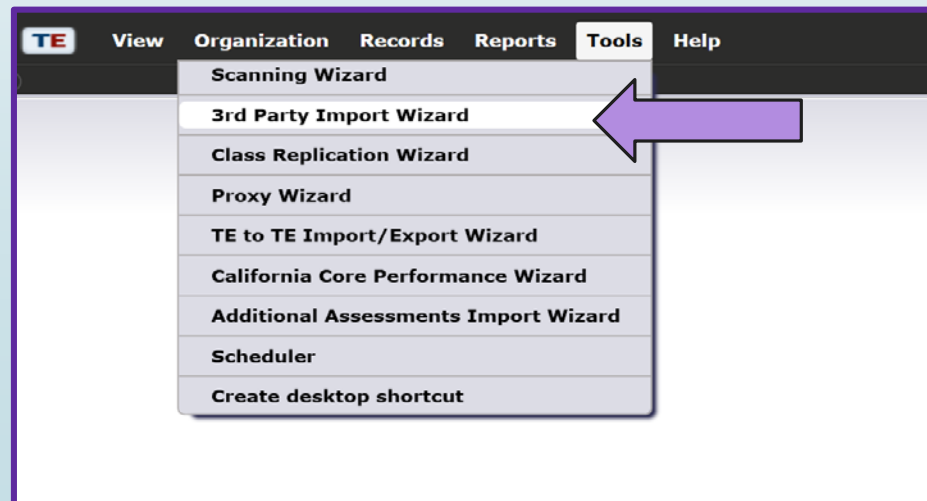 TE View Organization Records Reports Tools Help
Scanning Wizard
3rd Party Import Wizard
Class Replication Wizard
Proxy Wizard
TE to TE Import/Export Wizard
California Core Performance Wizard
Additional Assessments Import Wizard
Scheduler
Create desktop shortcut